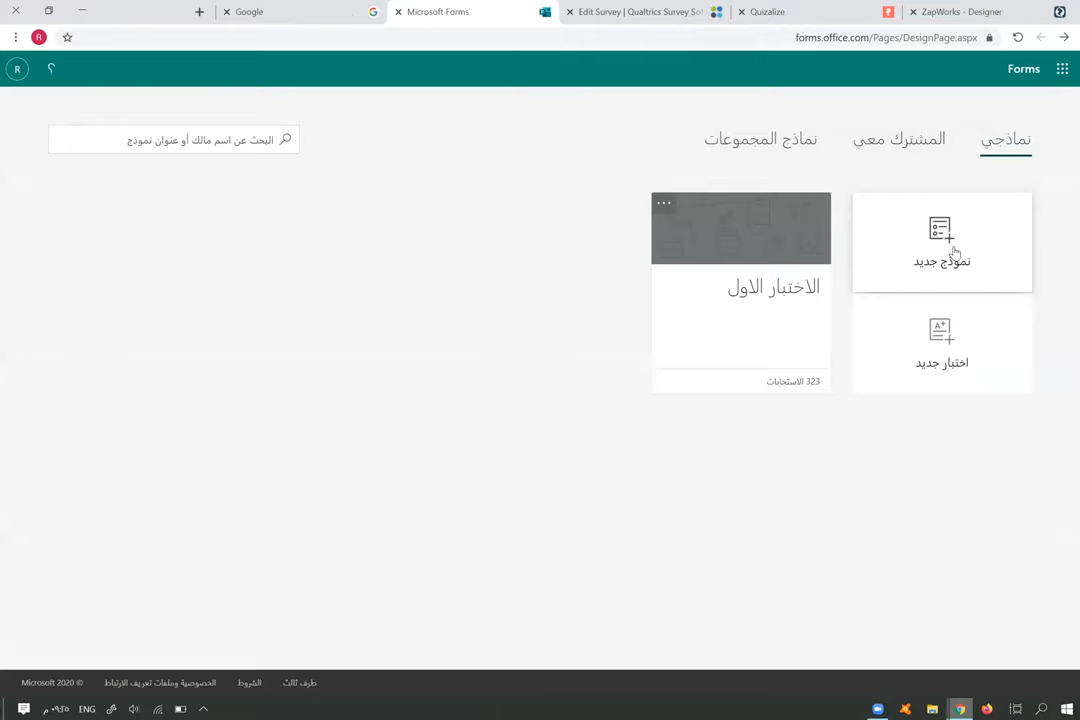 Google
Microsoft Forms
Edit Survey | Qualtrics Survey Sof
Quizalize
ZapWorks - Designer
R
forms.office.com/Pages/DesignPage.aspx
R
؟
Forms
نماذجي
المشترك معي
نماذج المجموعات
البحث عن اسم مالك أو عنوان نموذج
نموذج جديد
...
الاختبار الاول
323 الاستجابات
A+
اختبار جديد
Microsoft 2020 ©
الخصوصية وملفات تعريف الارتباط
الشروط
طرف ثالث
ENG